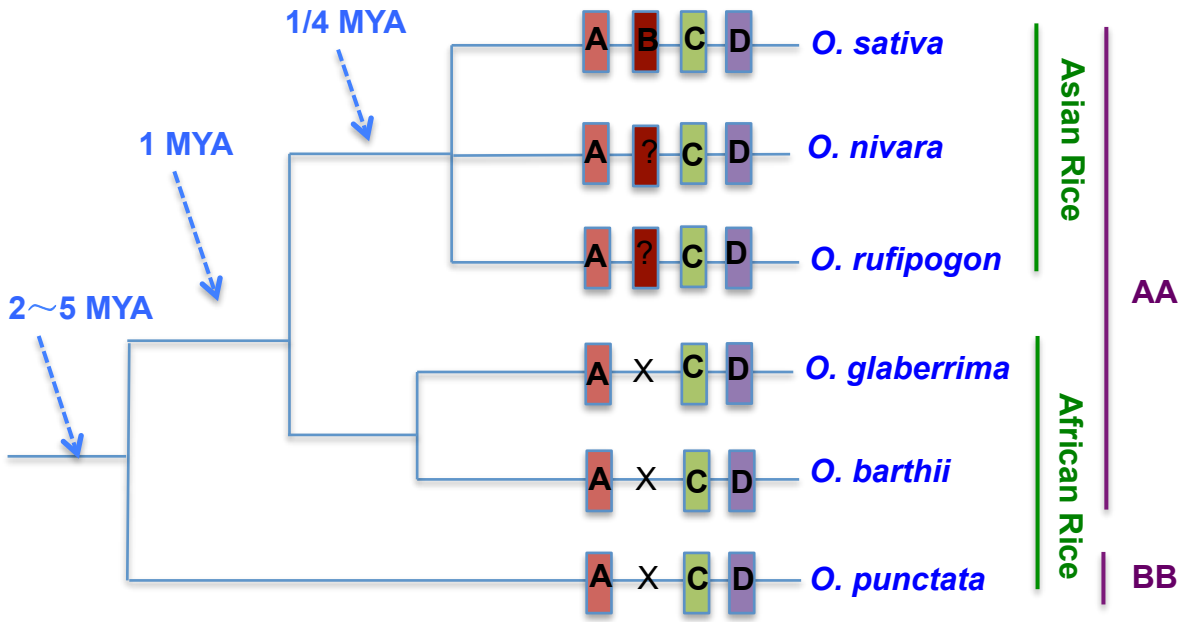 1/4 MYA
A B C D O. sativa
1 MYA
A ? C D O. nivara
A ? C D O. rufipogon
Asian Rice
2～5 MYA
AA
A X C D O. glaberrima
A X C D O. barthii
African Rice
A X C D O. punctata
BB